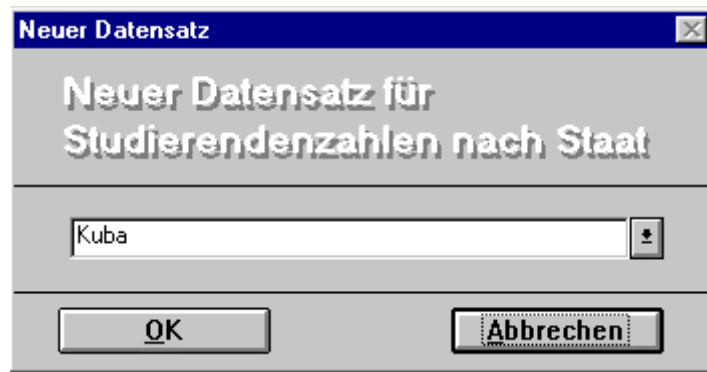 Neuer Datensatz
Neuer Datensatz für
Studierendenzahlen nach Staat
Kuba
OK
Abbrechen